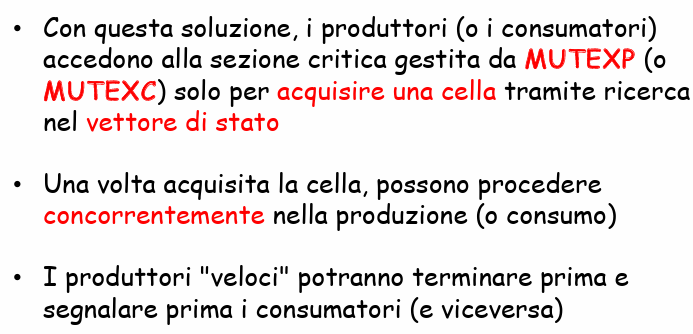 • Con questa soluzione, i produttori (o i consumatori)
accedono alla sezione critica gestita da MUTEXP (o
MUTEXC) solo per acquisire una cella tramite ricerca
nel vettore di stato
• Una volta acquisita la cella, possono procedere
concorrentemente nella produzione (o consumo)
• I produttori "veloci" potranno terminare prima e
segnalare prima i consumatori (e viceversa)